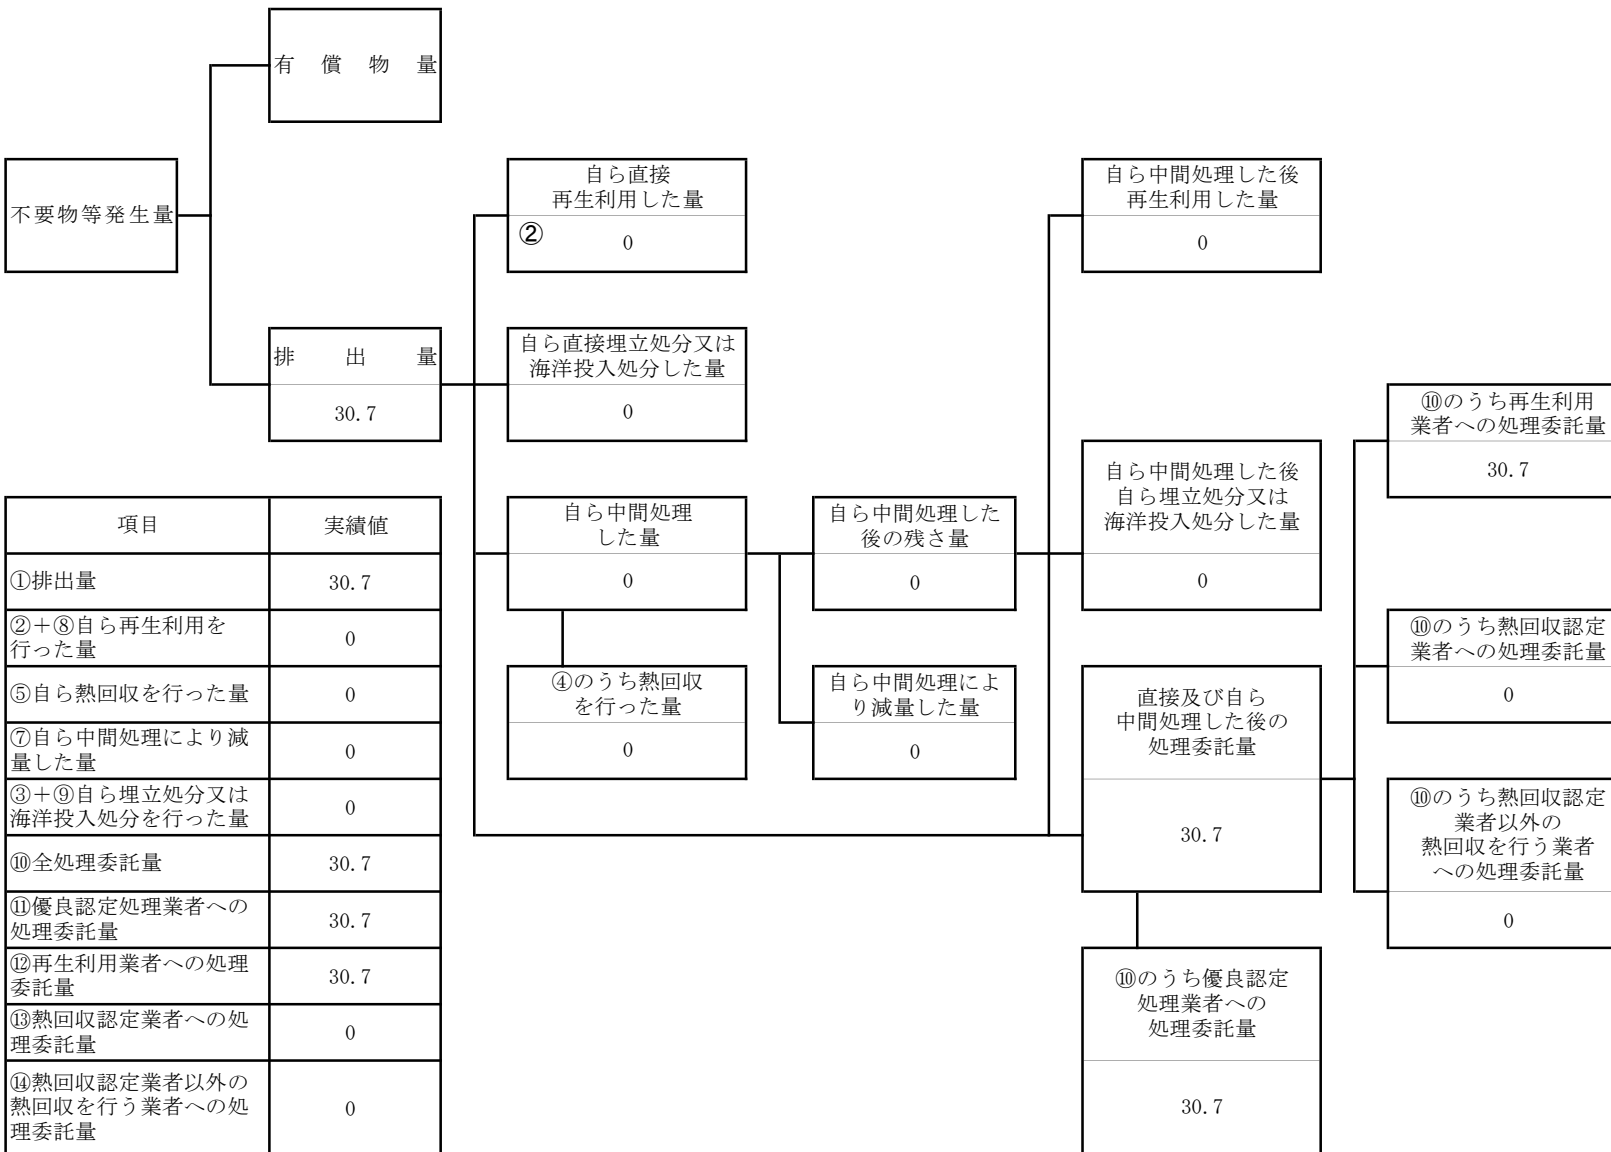 有償物量
不要物等発生量
排出量
30.7
自ら直接
再生利用した量
②
0
自ら直接埋立処分又は
海洋投入処分した量
0
自ら中間処理
した量
0
④のうち熱回収
を行った量
0
自ら中間処理した
後の残さ量
0
自ら中間処理によ
り減量した量
0
自ら中間処理した後
再生利用した量
0
自ら中間処理した後
自ら埋立処分又は
海洋投入処分した量
0
直接及び自ら
中間処理した後の
処理委託量
30.7
⑩のうち優良認定
処理業者への
処理委託量
30.7
⑩のうち再生利用
業者への処理委託量
30.7
⑩のうち熱回収認定
業者への処理委託量
0
⑩のうち熱回収認定
業者以外の
熱回収を行う業者
への処理委託量
0
項目 実績値
①排出量 30.7
②+⑧自ら再生利用を
行った量 0
⑤自ら熱回収を行った量 0
⑦自ら中間処理により減
量した量 0
③+⑨自ら埋立処分又は
海洋投入処分を行った量 0
⑩全処理委託量 30.7
⑪優良認定処理業者への
処理委託量 30.7
⑫再生利用業者への処理
委託量 30.7
⑬熱回収認定業者への処
理委託量 0
⑭熱回収認定業者以外の
熱回収を行う業者への処
理委託量 0